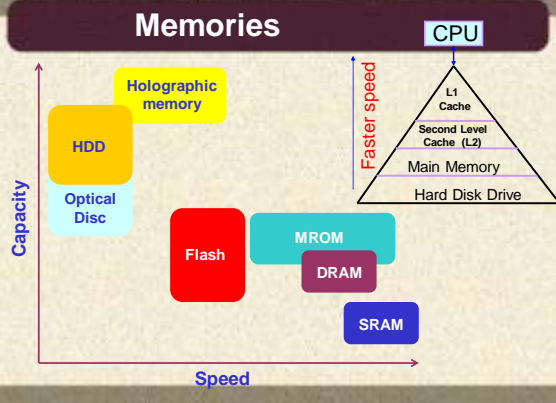 Memories
CPU
Holographic
memory
HDD
Optical
Disc
Flash
MROM
DRAM
SRAM
Capacity
Speed
Faster speed
L1
Cache
Second Level
Cache (L2)
Main Memory
Hard Disk Drive